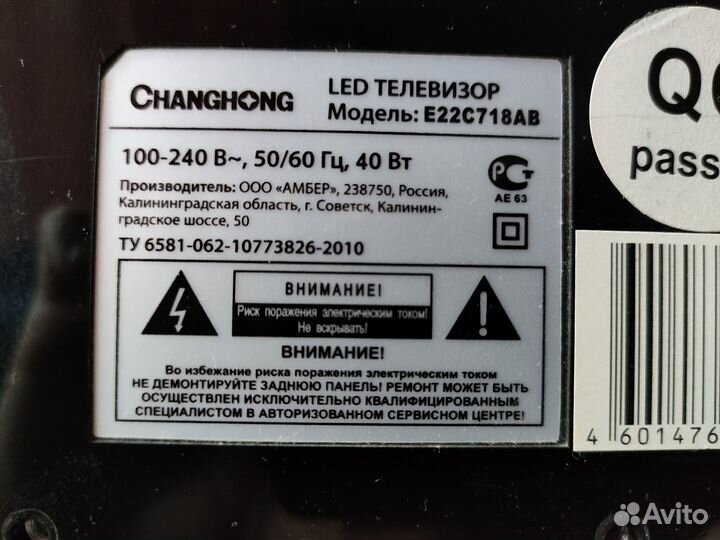 CHANGHONG
LED ТЕЛЕВИЗОР
Модель: E22C718AB
100-240 В~, 50/60 Гц, 40 Вт
Производитель: ООО «АМБЕР», 238750, Россия,
Калининградская область, г. Советск, Калинин-
градское шоссе, 50
ТУ 6581-062-10773826-2010
РСТ
АЕ 63
ВНИМАНИЕ!
Риск поражения электрическим током!
Не вскрывать!
ВНИМАНИЕ!
Во избежание риска поражения электрическим током
НЕ ДЕМОНТИРУЙТЕ ЗАДНЮЮ ПАНЕЛЬ! РЕМОНТ МОЖЕТ БЫТЬ
ОСУЩЕСТВЛЕН ИСКЛЮЧИТЕЛЬНО КВАЛИФИЦИРОВАННЫМ
СПЕЦИАЛИСТОМ В АВТОРИЗОВАННОМ СЕРВИСНОМ ЦЕНТРЕ!
pass
4 601476
Avito